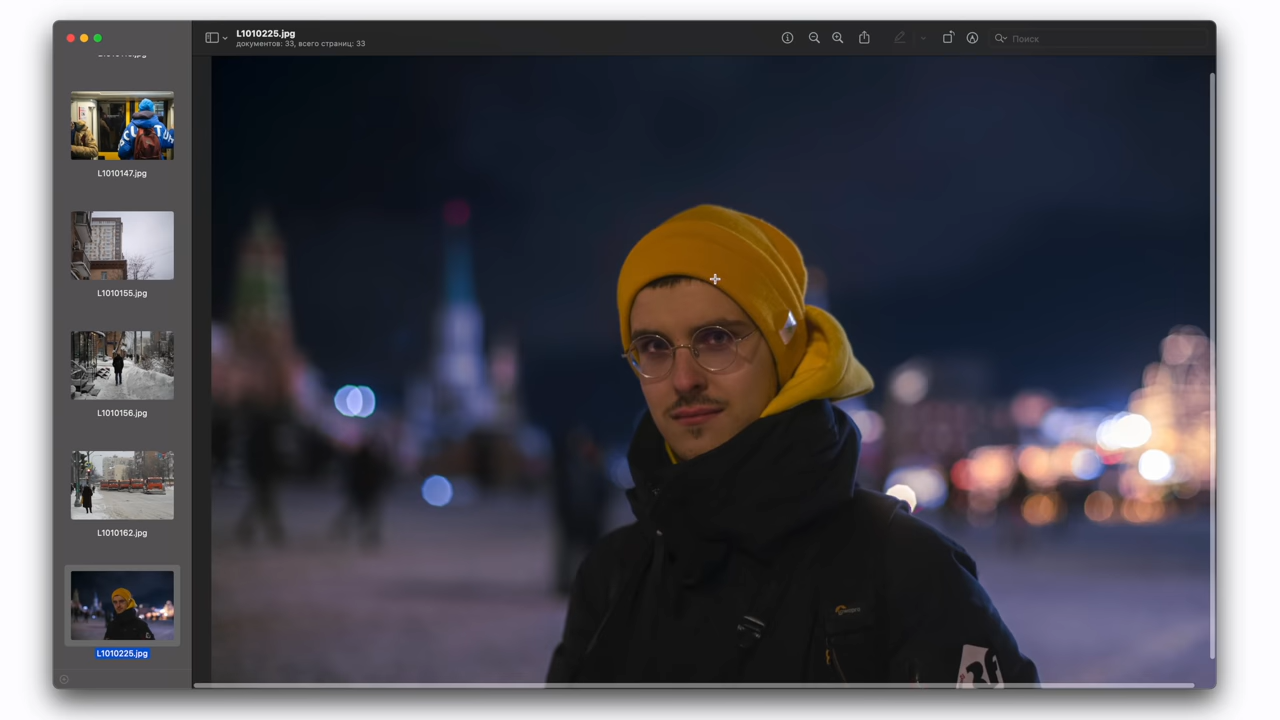 L1010225.jpg
документов: 33, всего страниц: 33
Поиск
L1010147.jpg
L1010155.jpg
L1010156.jpg
L1010162.jpg
L1010225.jpg